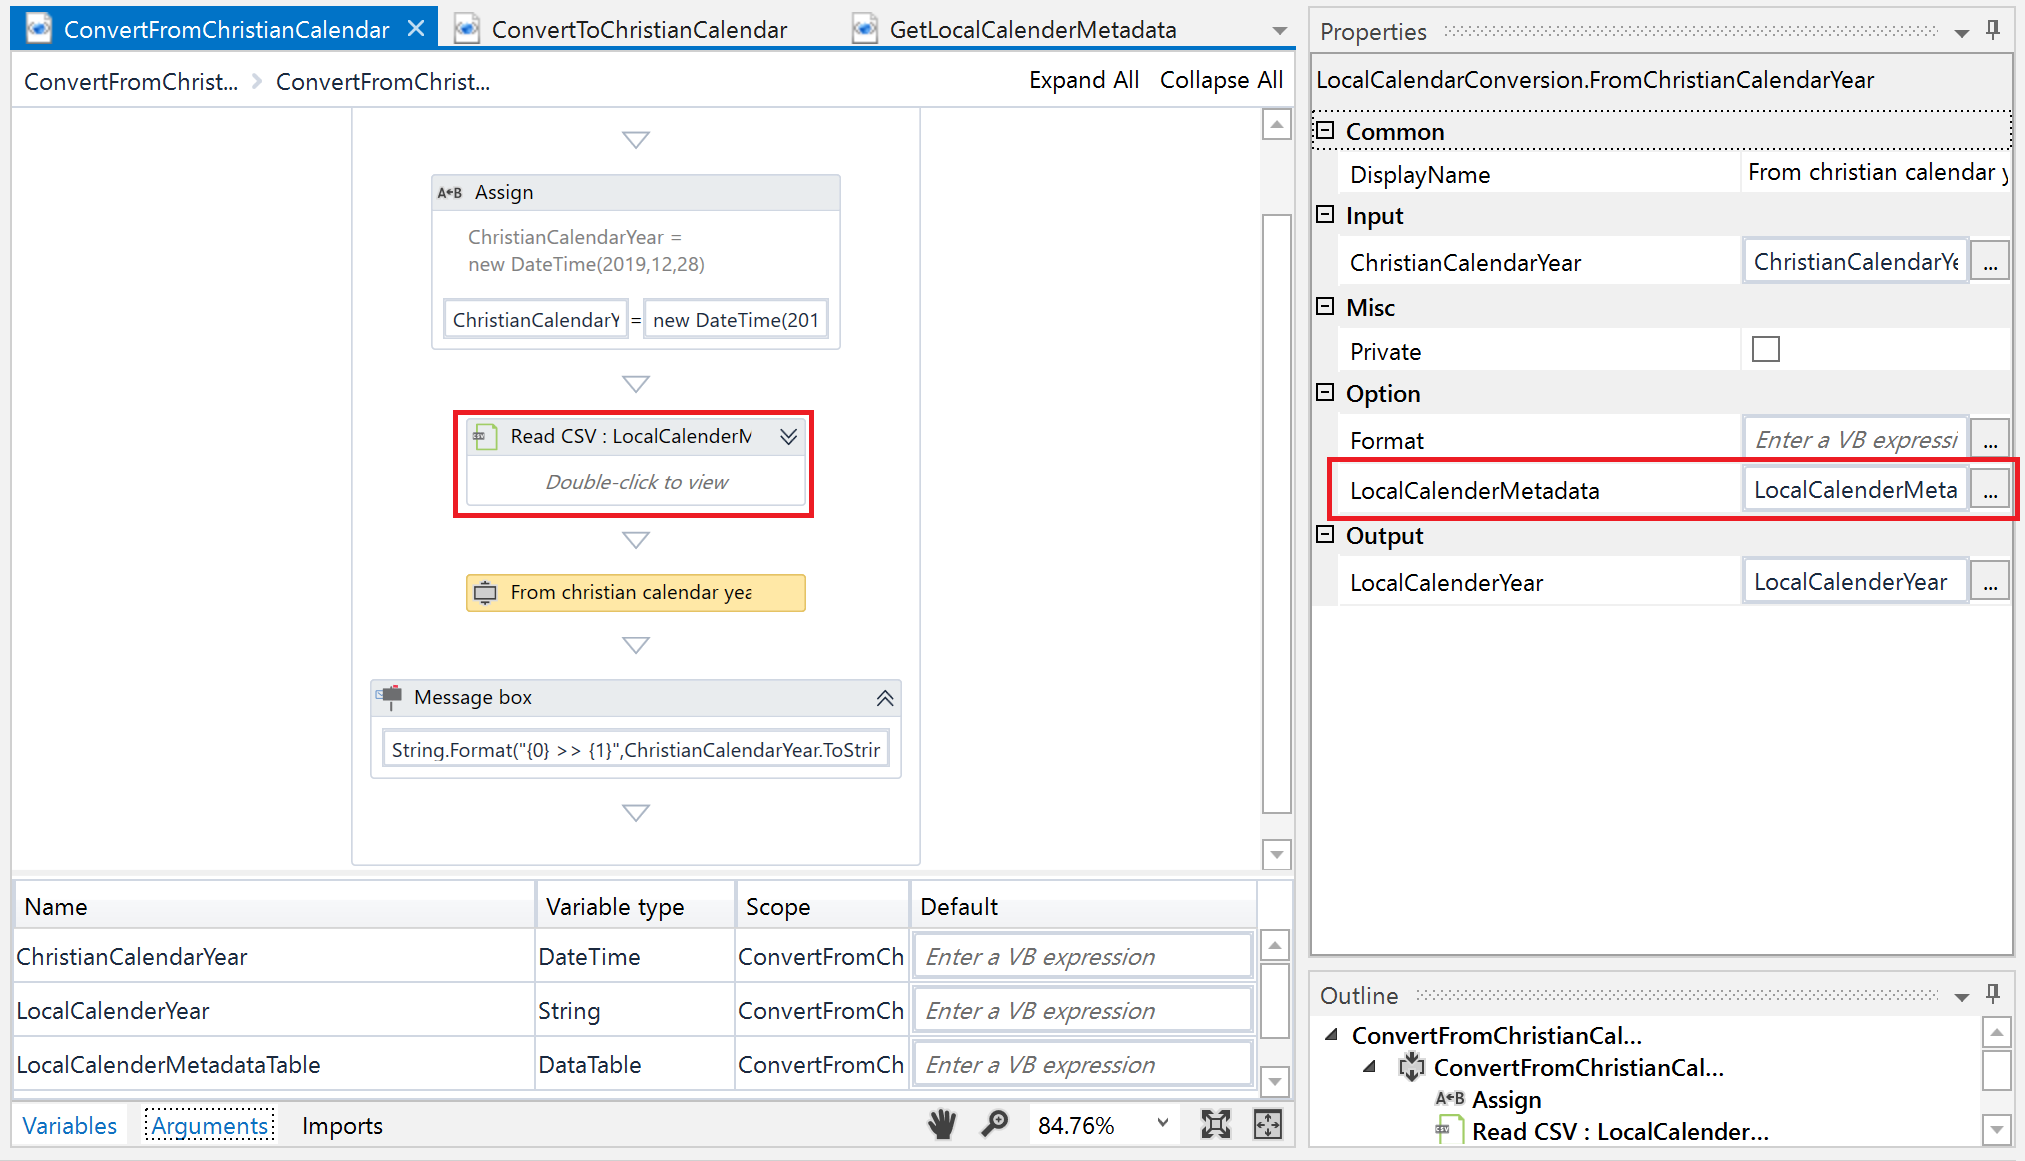 ConvertFromChristianCalendar
ConvertToChristianCalendar
GetLocalCalenderMetadata
ConvertFromChrist... > ConvertFromChrist...
Expand All Collapse All
A←B Assign
ChristianCalendarYear =
new DateTime(2019,12,28)
ChristianCalendarY = new DateTime(201
Read CSV : LocalCalenderM
Double-click to view
From christian calendar yea
Message box
String.Format("{0} >> {1}",ChristianCalendarYear.ToStrir
Name Variable type Scope Default
ChristianCalendarYear DateTime ConvertFromCh Enter a VB expression
LocalCalenderYear String ConvertFromCh Enter a VB expression
LocalCalenderMetadataTable DataTable ConvertFromCh Enter a VB expression
Variables Arguments Imports
84.76%
Properties
LocalCalendarConversion.FromChristianCalendarYear
Common
DisplayName From christian calendar y
Input
ChristianCalendarYear ChristianCalendarYe ...
Misc
Private
Option
Format Enter a VB expressi ...
LocalCalenderMetadata LocalCalenderMeta ...
Output
LocalCalenderYear LocalCalenderYear ...
Outline
ConvertFromChristianCal...
ConvertFromChristianCal...
A←B Assign
Read CSV : LocalCalender...